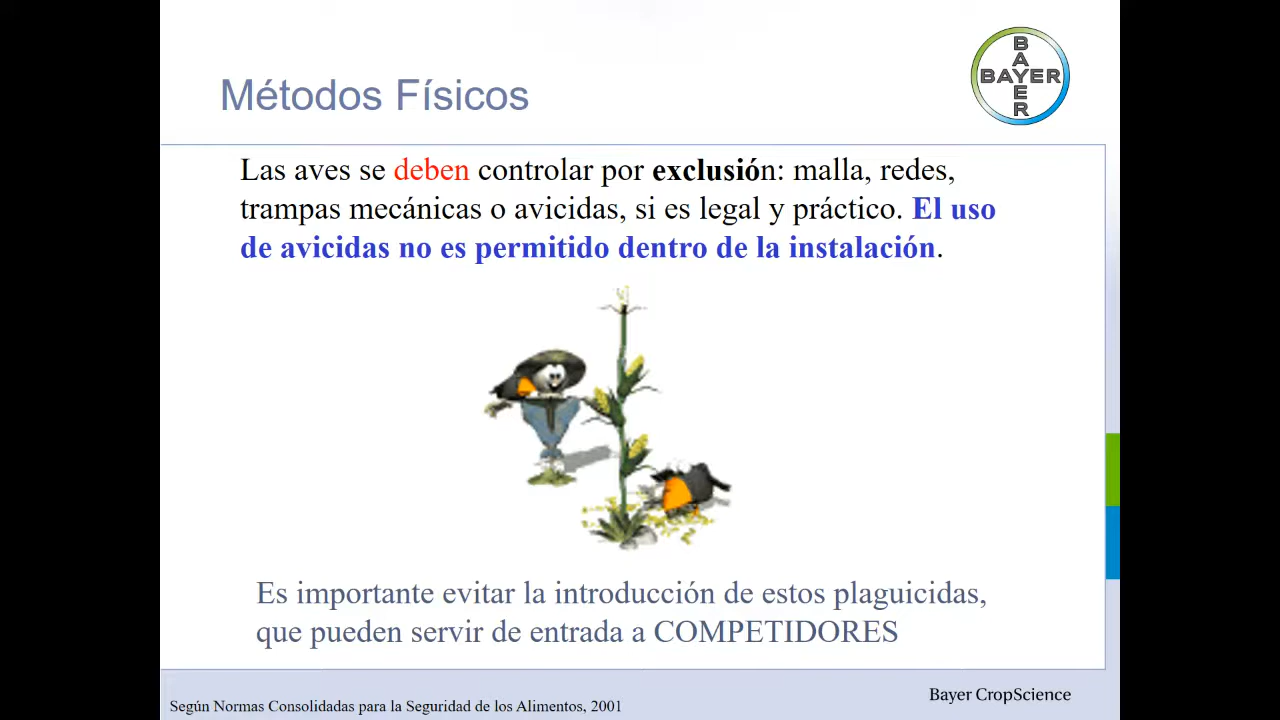 Métodos Físicos
B
A
BAYER
E
R
Las aves se deben controlar por exclusión: malla, redes,
trampas mecánicas o avicidas, si es legal y práctico. El uso
de avicidas no es permitido dentro de la instalación.
Es importante evitar la introducción de estos plaguicidas,
que pueden servir de entrada a COMPETIDORES
Bayer CropScience
Según Normas Consolidadas para la Seguridad de los Alimentos, 2001